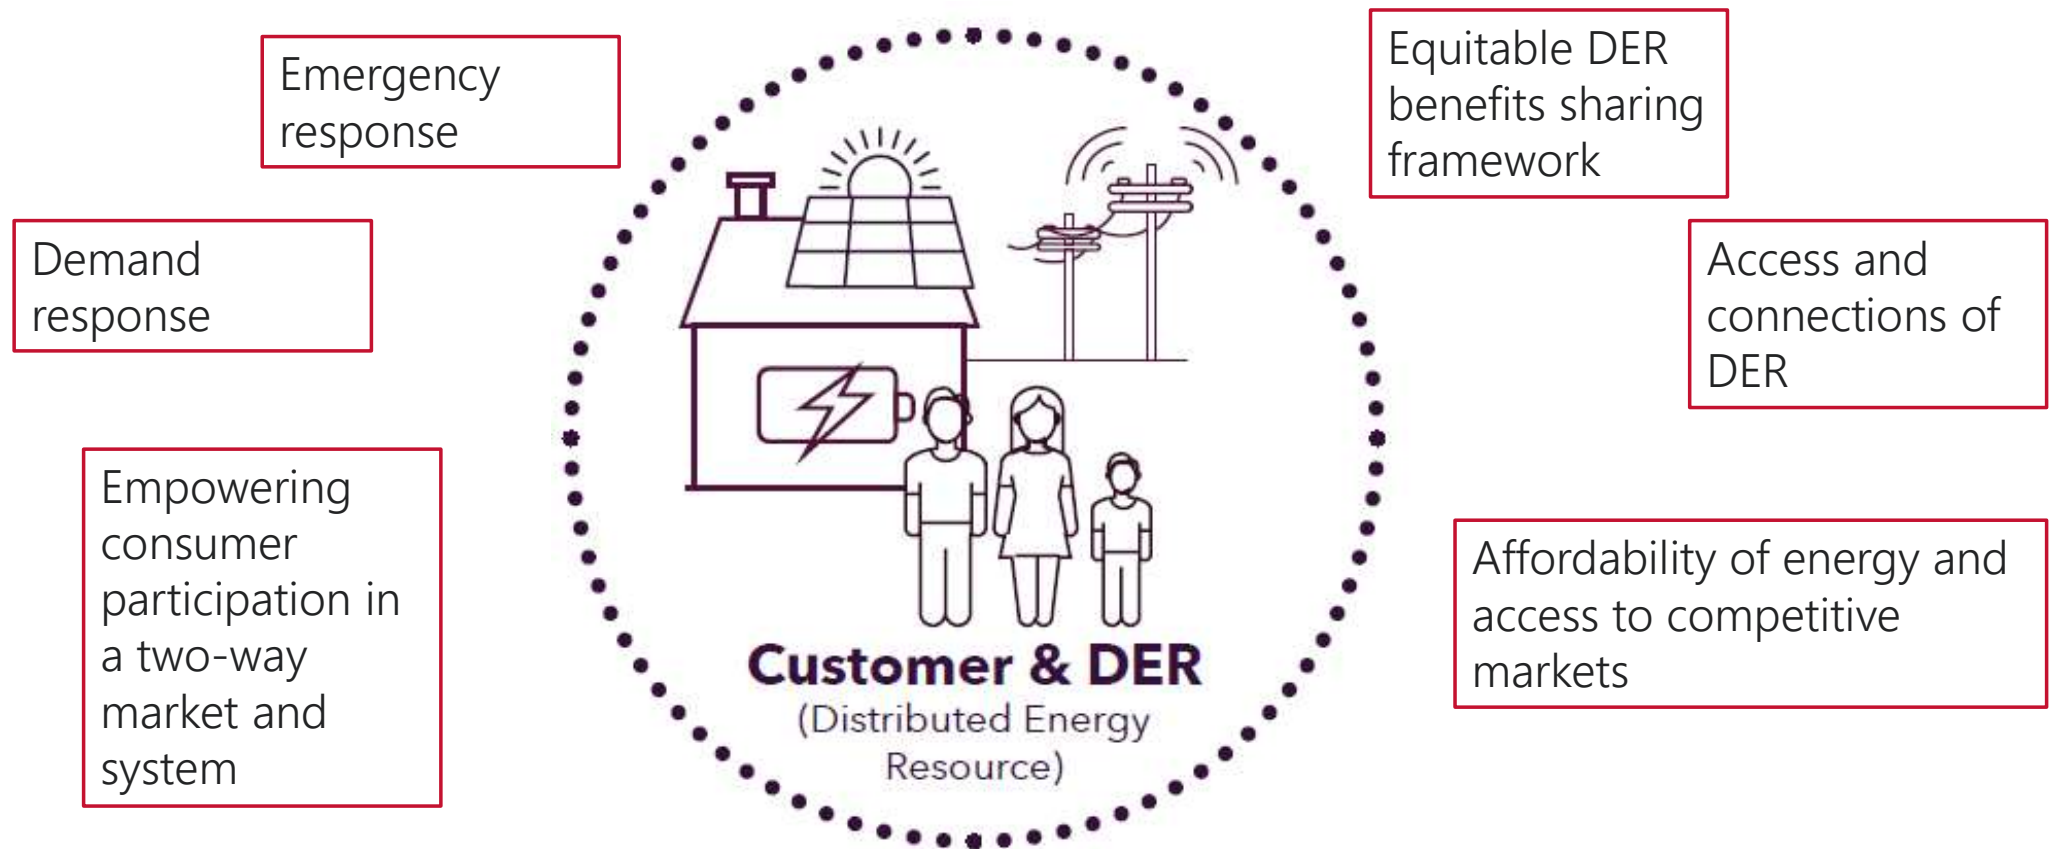 Emergency
response
Demand
response
Empowering
consumer
participation in
a two-way
market and
system
Equitable DER
benefits sharing
framework
Access and
connections of
DER
Affordability of energy and
access to competitive
markets
Customer & DER
(Distributed Energy
Resource)